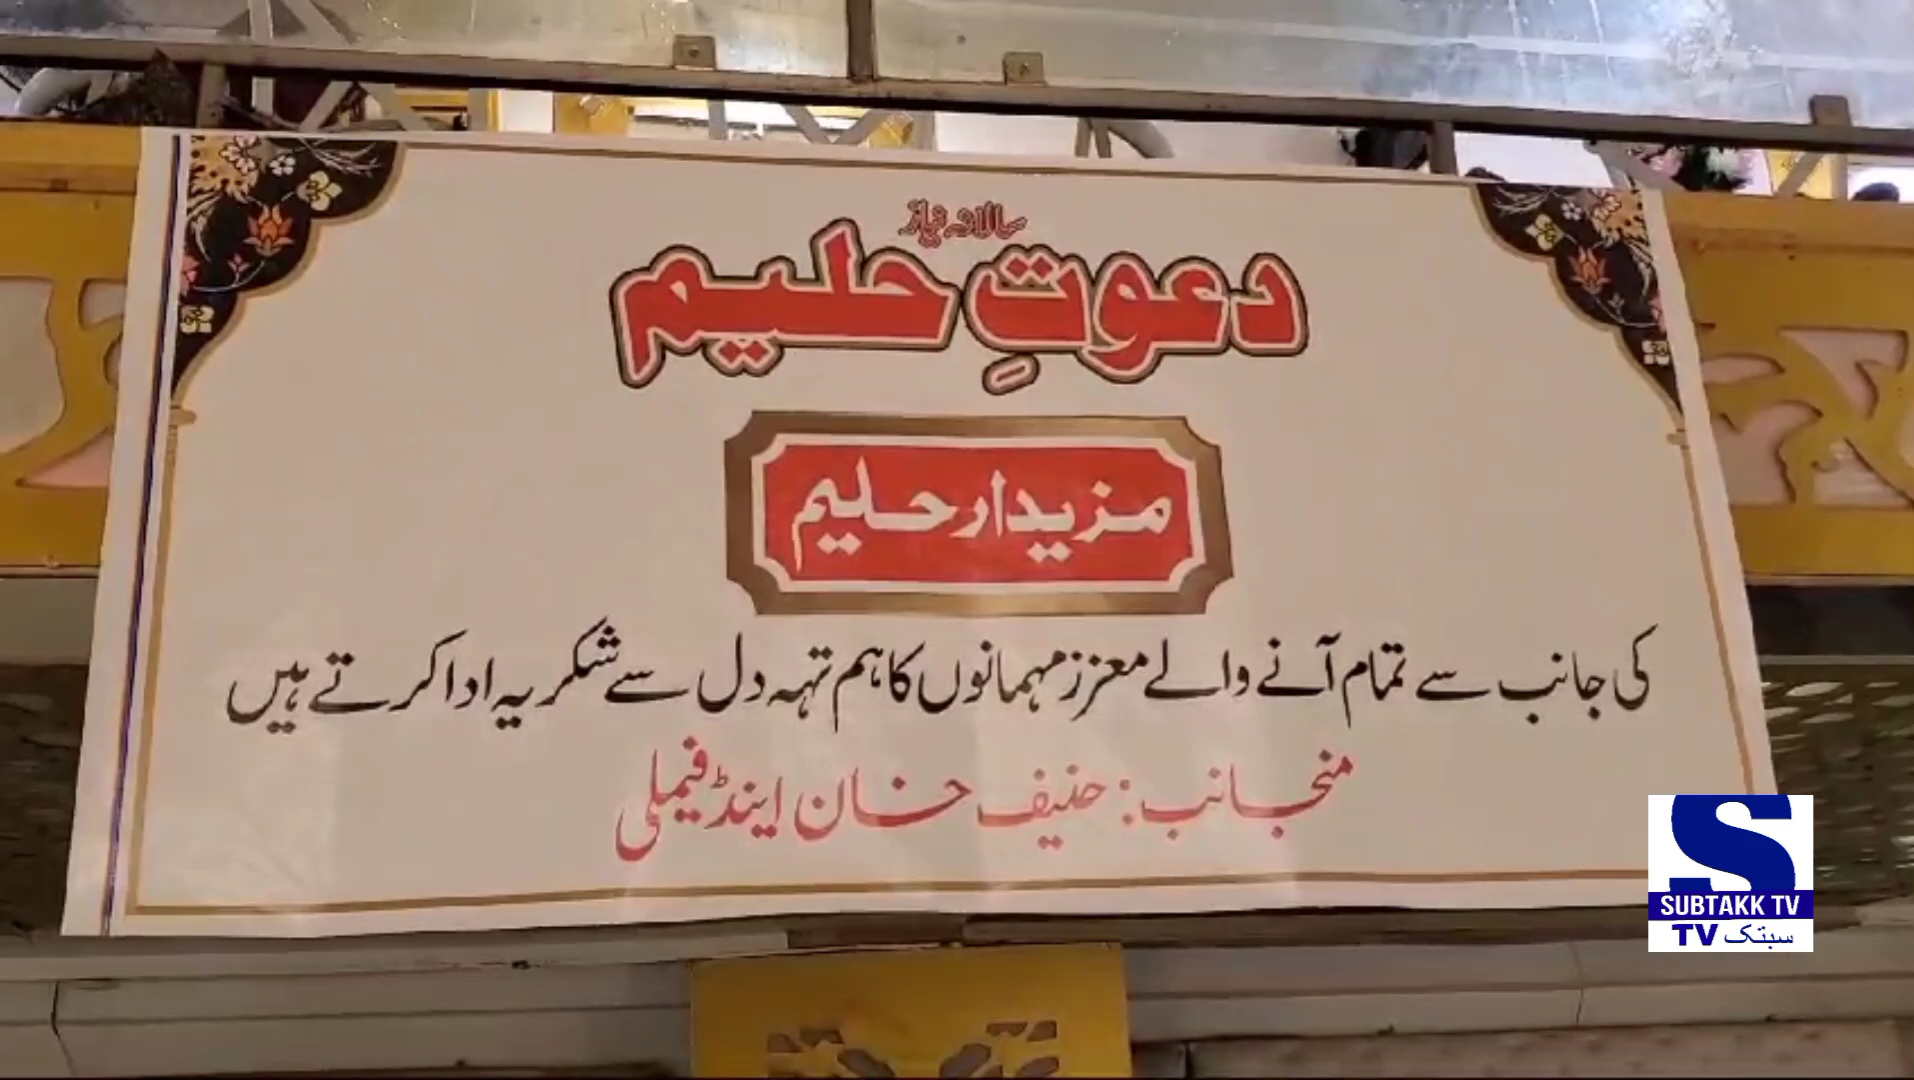 سالانہ نیاز
دعوتِ حلیم
مزیدار حلیم
کی جانب سے تمام آنے والے معزز مہمانوں کا ہم تہہ دل سے شکریہ ادا کرتے ہیں
منجانب: حنیف خان اینڈ فیملی
S
SUBTAKK TV
TV سبتک